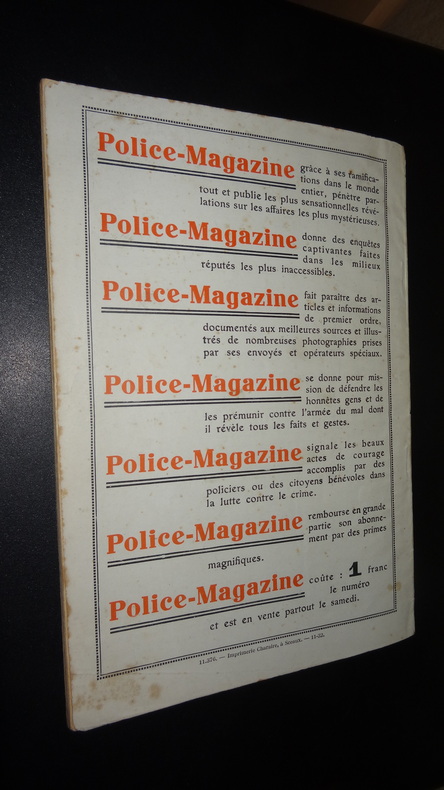 Police-Magazine grâce à ses ramifica-
tions dans le monde
entier, pénètre par-
tout et publie les plus sensationnelles révé-
lations sur les affaires les plus mystérieuses.
Police-Magazine donne des enquêtes
captivantes faites
dans les milieux
réputés les plus inaccessibles.
Police-Magazine fait paraître des ar-
ticles et informations
de premier ordre,
documentés aux meilleures sources et illus-
trés de nombreuses photographies prises
par ses envoyés et opérateurs spéciaux.
Police-Magazine se donne pour mis-
sion de défendre les
honnêtes gens et de
les prémunir contre l'armée du mal dont
il révèle tous les faits et gestes.
Police-Magazine signale les beaux
actes de courage
accomplis par des
policiers ou des citoyens bénévoles dans
la lutte contre le crime.
Police-Magazine rembourse en grande
partie son abonne-
ment par des primes
magnifiques.
Police-Magazine coûte : 1 franc
le numéro
et est en vente partout le samedi.
11.376. — Imprimerie Chataire, à Sceaux. —